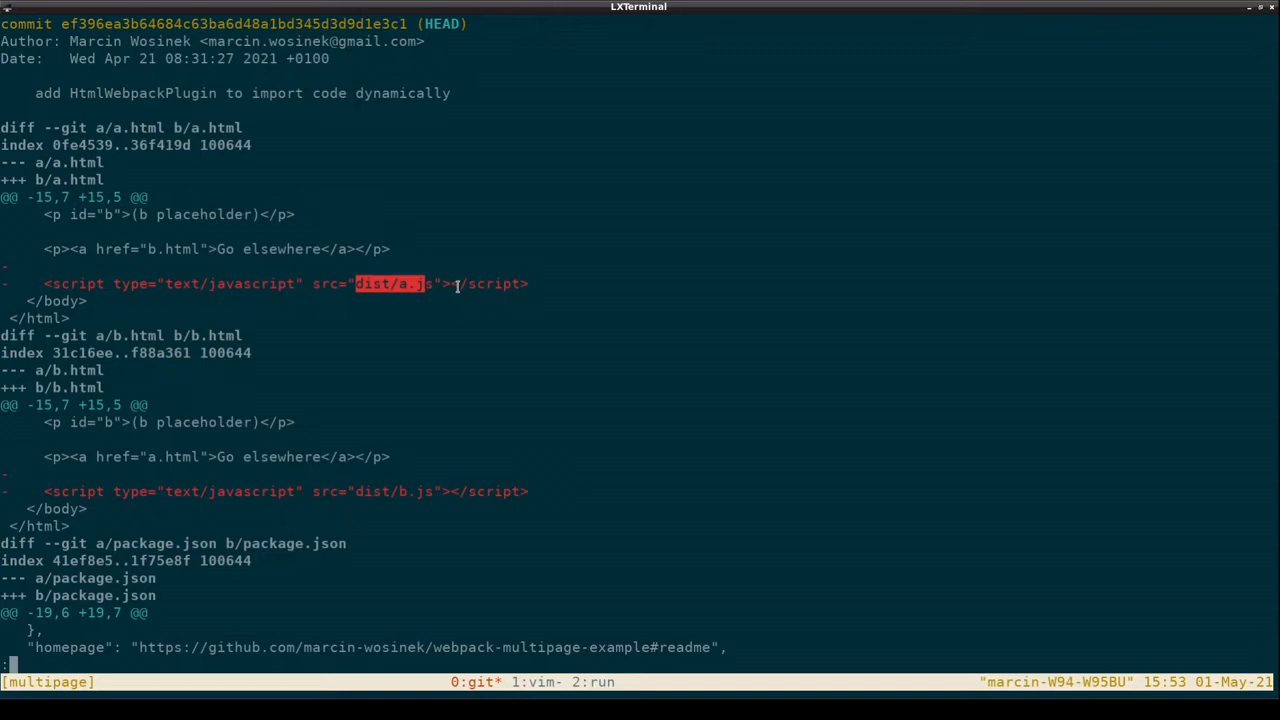 LXTerminal
commit ef396ea3b64684c63ba6d48a1bd345d3d9d1e3c1 (HEAD)
Author: Marcin Wosinek <marcin.wosinek@gmail.com>
Date:   Wed Apr 21 08:31:27 2021 +0100
    add HtmlWebpackPlugin to import code dynamically
diff --git a/a.html b/a.html
index 0fe4539..36f419d 100644
--- a/a.html
+++ b/a.html
@@ -15,7 +15,5 @@
     <p id="b">(b placeholder)</p>
     <p><a href="b.html">Go elsewhere</a></p>
-
-    <script type="text/javascript" src="dist/a.js"></script>
   </body>
 </html>
diff --git a/b.html b/b.html
index 31c16ee..f88a361 100644
--- a/b.html
+++ b/b.html
@@ -15,7 +15,5 @@
     <p id="b">(b placeholder)</p>
     <p><a href="a.html">Go elsewhere</a></p>
-
-    <script type="text/javascript" src="dist/b.js"></script>
   </body>
 </html>
diff --git a/package.json b/package.json
index 41ef8e5..1f75e8f 100644
--- a/package.json
+++ b/package.json
@@ -19,6 +19,7 @@
   },
   "homepage": "https://github.com/marcin-wosinek/webpack-multipage-example#readme",
:
[multipage] 0:git* 1:vim- 2:run "marcin-W94-W95BU" 15:53 01-May-21